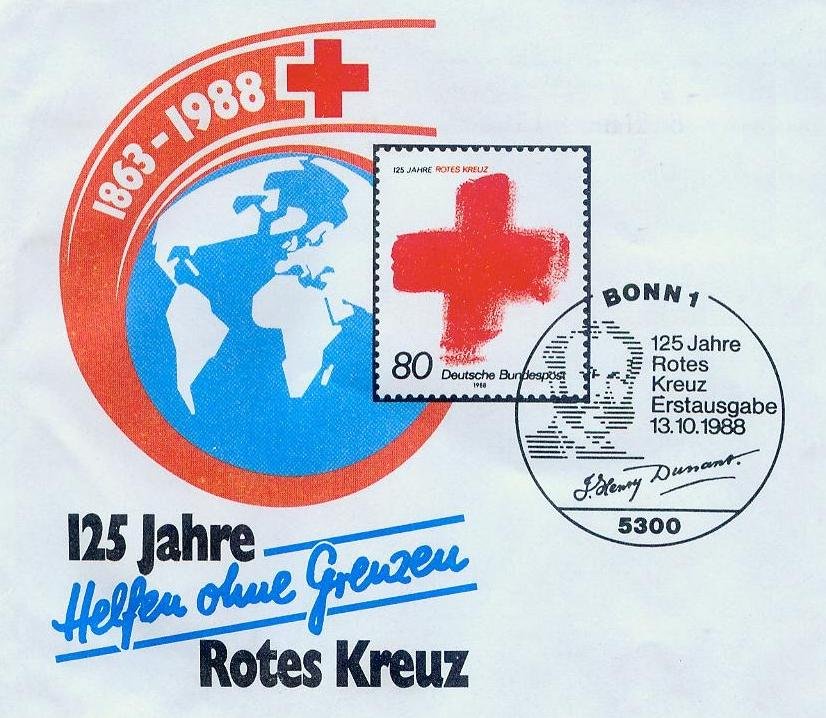 1863-1988
125 JAHRE ROTES KREUZ
80 Deutsche Bundespost
1988
BONN 1
125 Jahre
Rotes
Kreuz
Erstausgabe
13.10.1988
J. Henry Dunant.
5300
125 Jahre
Helfen ohne Grenzen
Rotes Kreuz